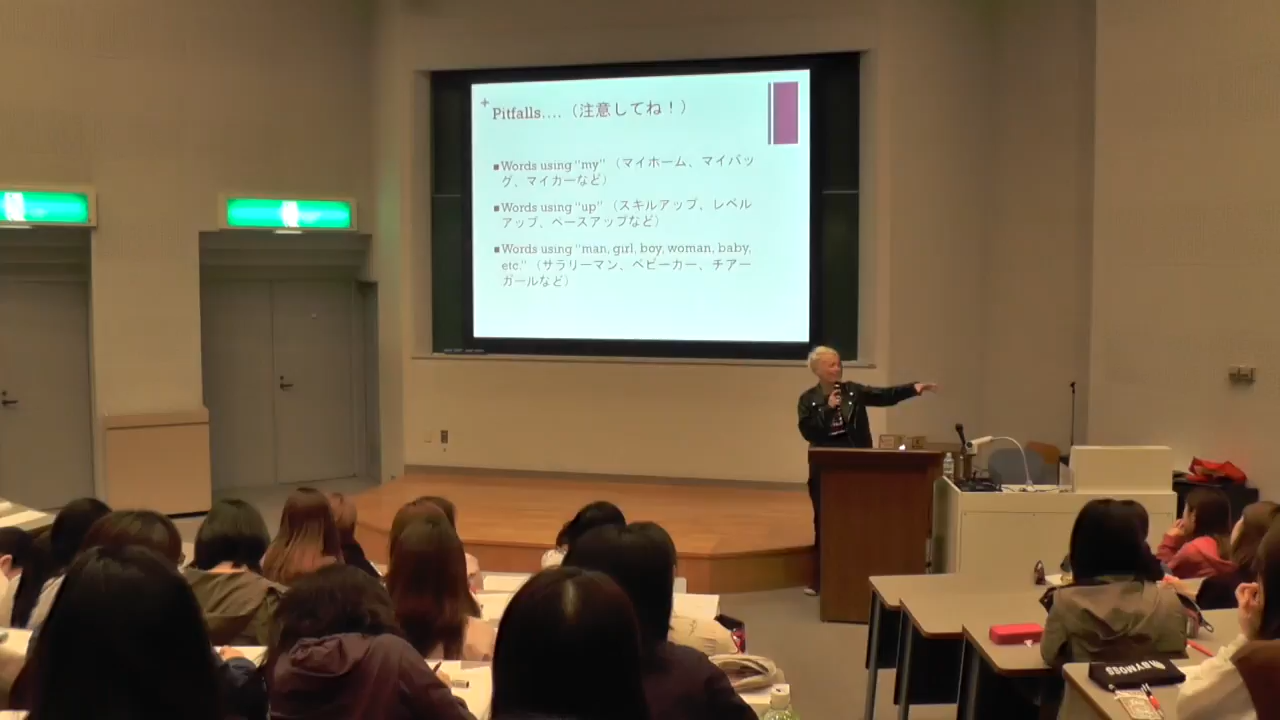 Pitfalls....（注意してね！）
■Words using "my"（マイホーム、マイバッ
グ、マイカーなど）
■Words using "up"（スキルアップ、レベル
アップ、ベースアップなど）
■Words using "man, girl, boy, woman, baby,
etc."（サラリーマン、ベビーカー、チアー
ガールなど）